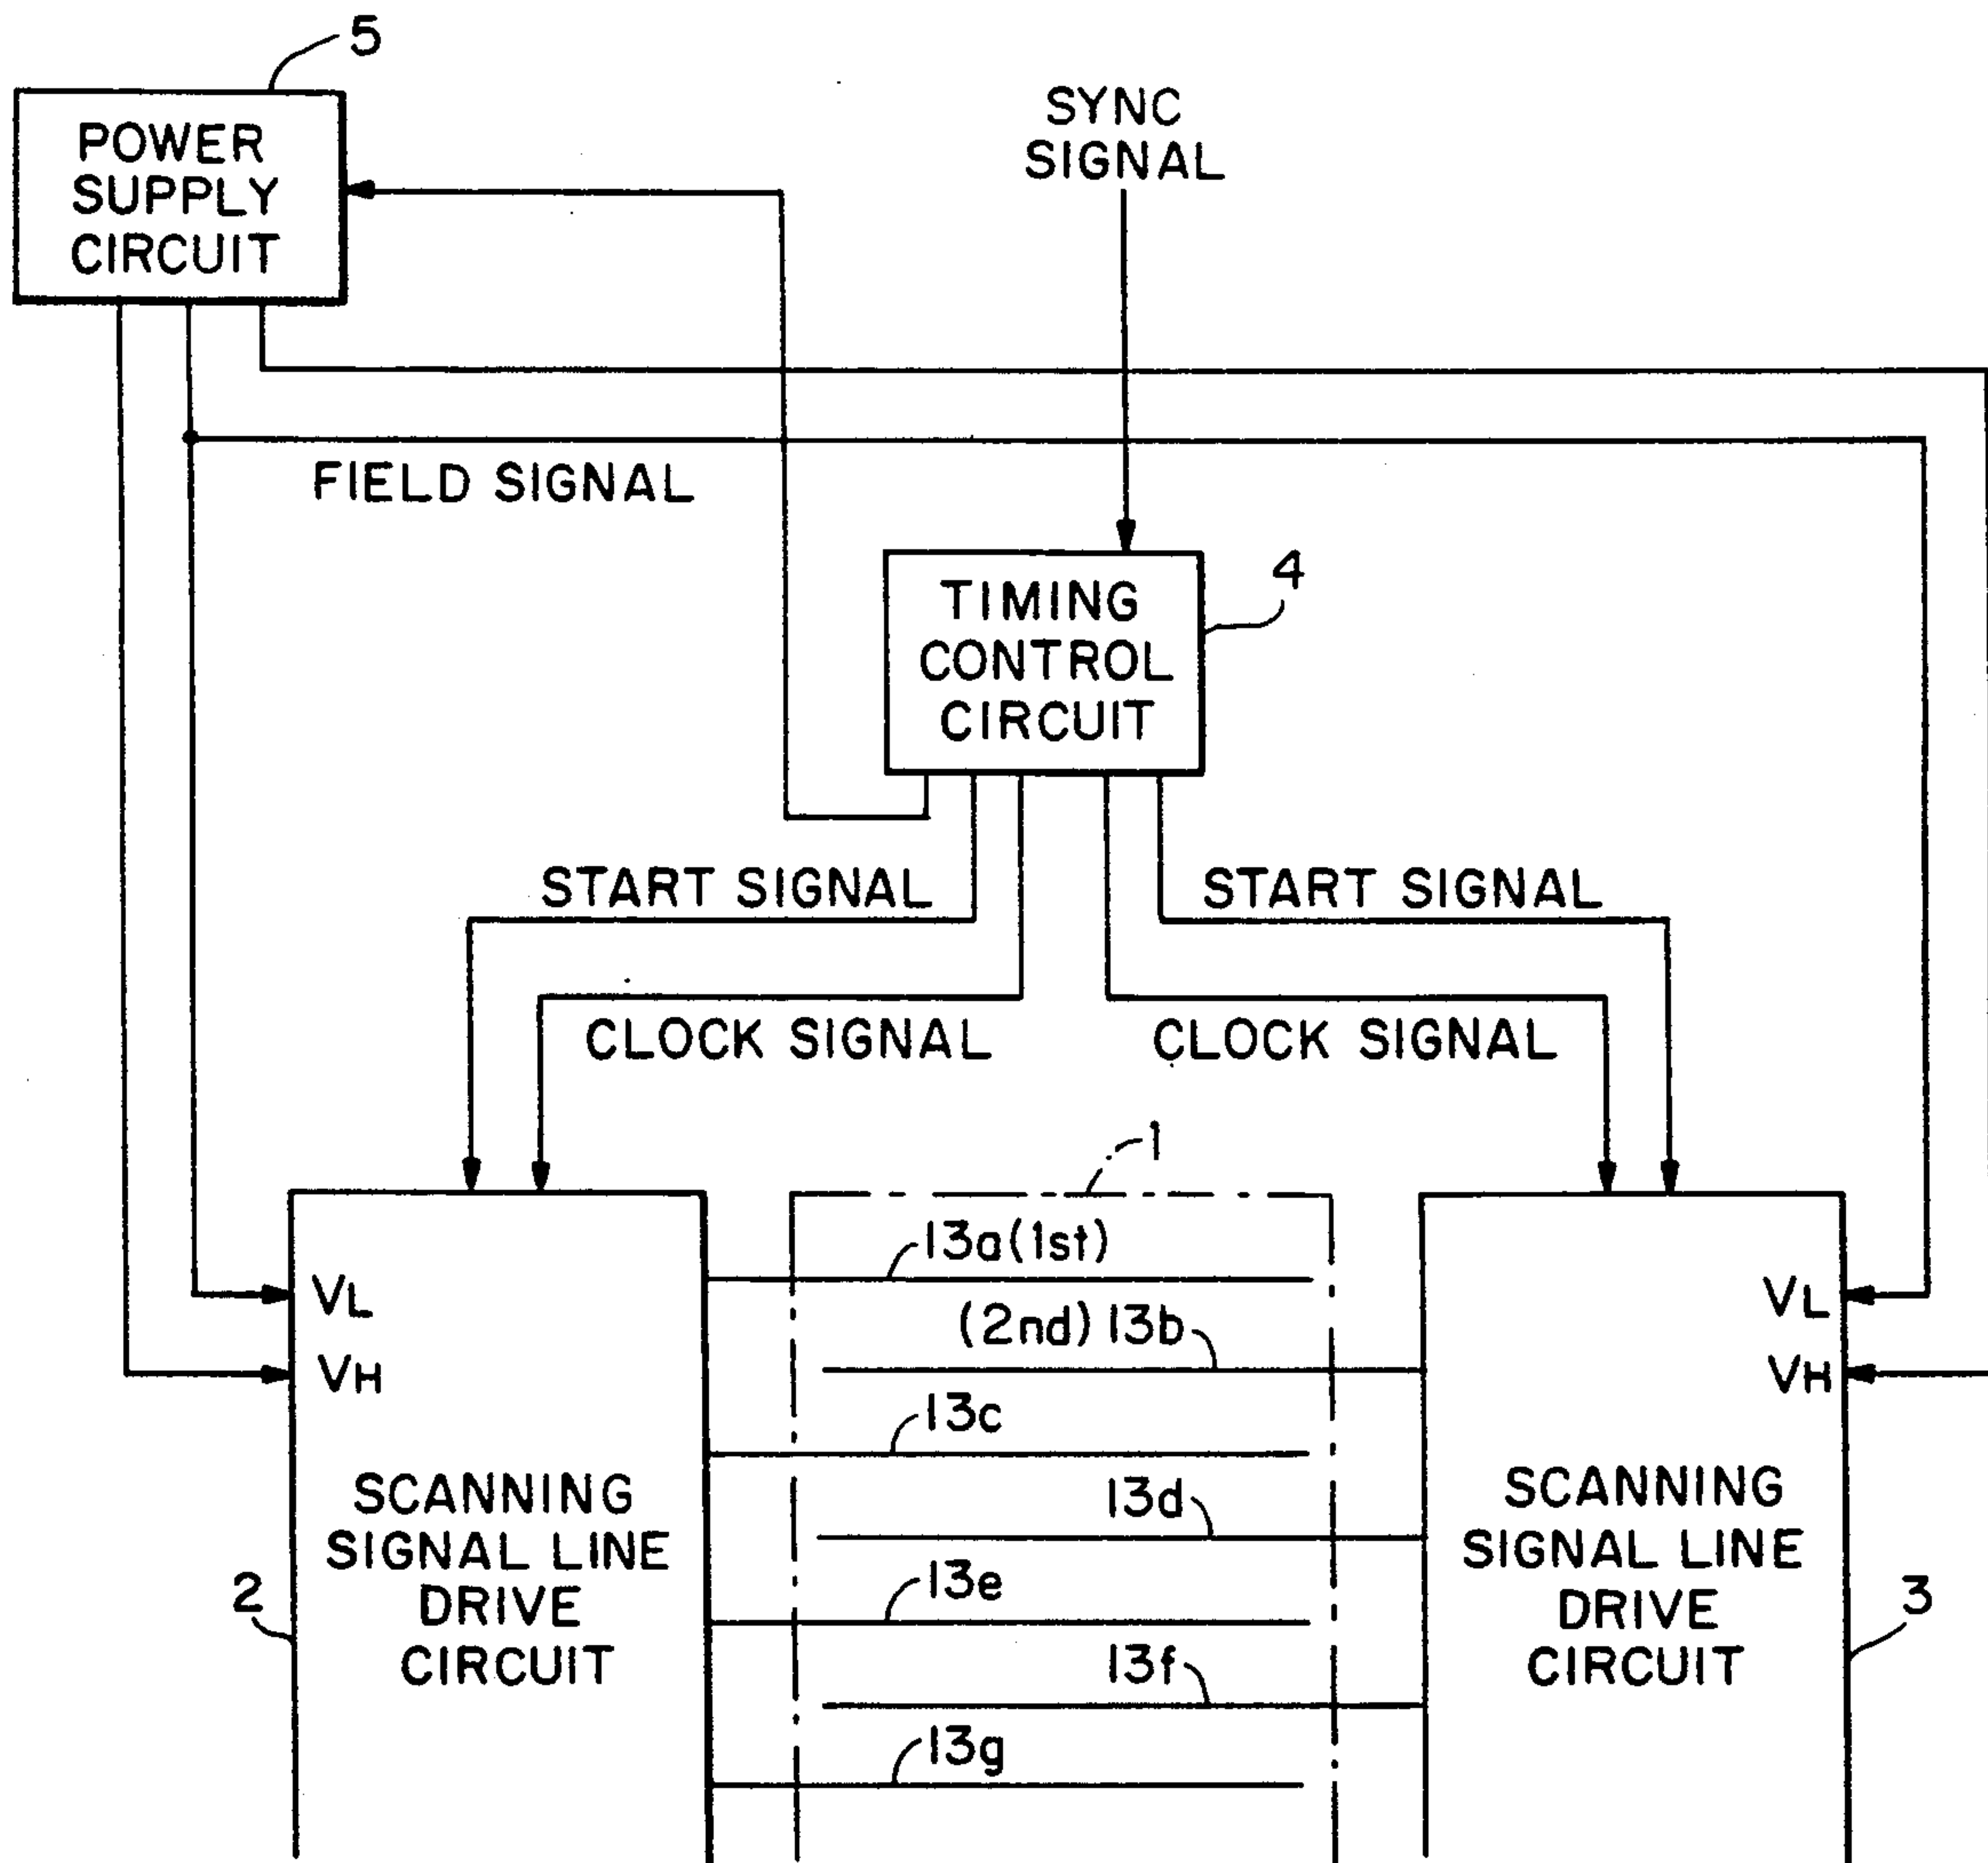 5
POWER
SUPPLY
CIRCUIT
SYNC
SIGNAL
FIELD SIGNAL
4
TIMING
CONTROL
CIRCUIT
START SIGNAL
START SIGNAL
CLOCK SIGNAL
CLOCK SIGNAL
1
13a(1st)
VL
VL
(2nd) 13b
VH
VH
13c
SCANNING
SIGNAL LINE
DRIVE
CIRCUIT
2
13d
13e
13f
13g
SCANNING
SIGNAL LINE
DRIVE
CIRCUIT
3